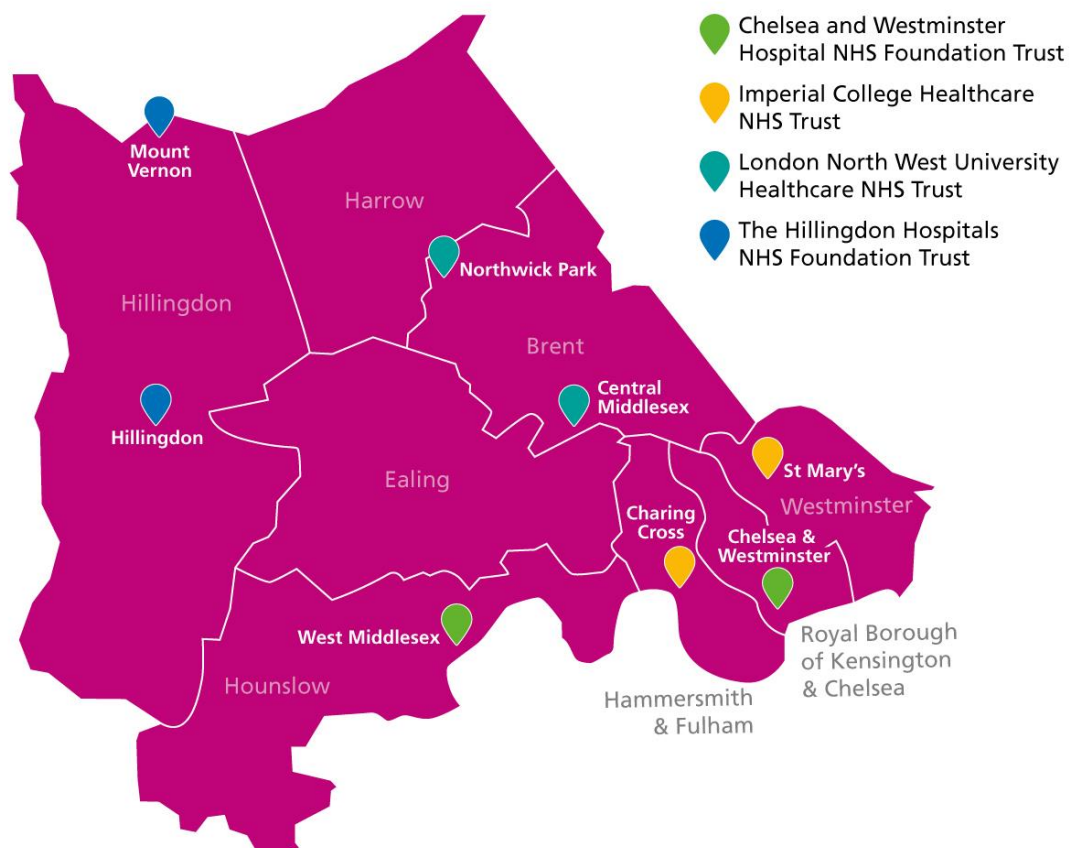 Chelsea and Westminster
Hospital NHS Foundation Trust
Imperial College Healthcare
NHS Trust
London North West University
Healthcare NHS Trust
The Hillingdon Hospitals
NHS Foundation Trust
Mount
Vernon
Harrow
Northwick Park
Hillingdon
Brent
Central
Middlesex
Hillingdon
St Mary's
Ealing
Westminster
Charing
Cross
Chelsea &
Westminster
West Middlesex
Royal Borough
of Kensington
& Chelsea
Hounslow
Hammersmith
& Fulham